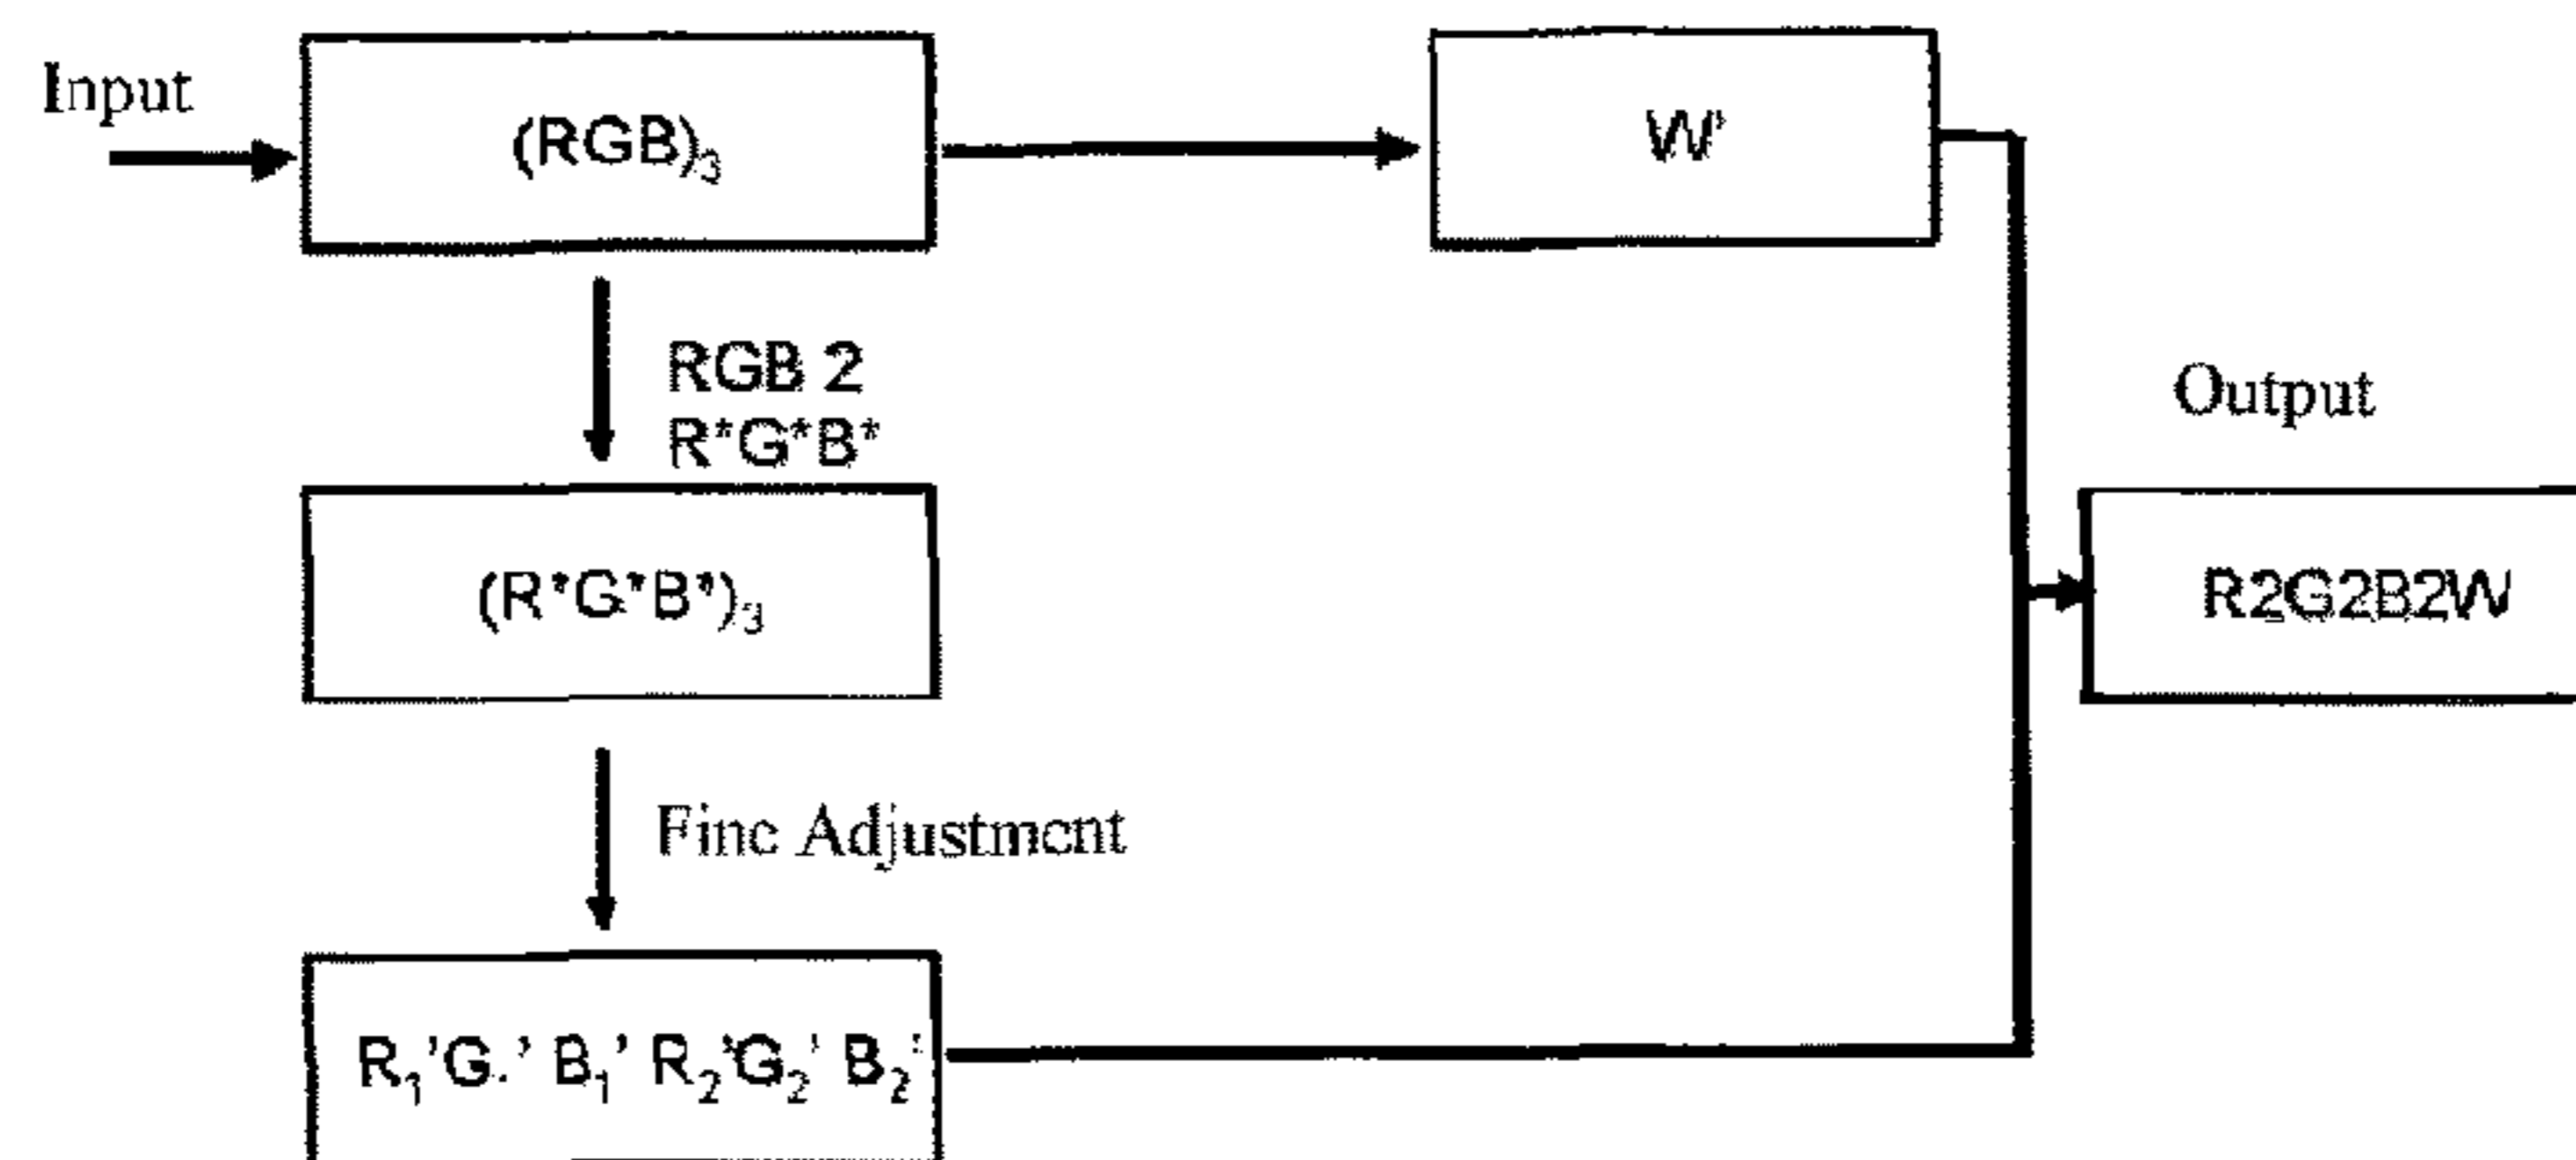 Input
(RGB)₃
W'
RGB 2
R*G*B*
Output
(R*G*B*)₃
R2G2B2W
Fine Adjustment
R₁' B₁' R₂'G₂' B₂'